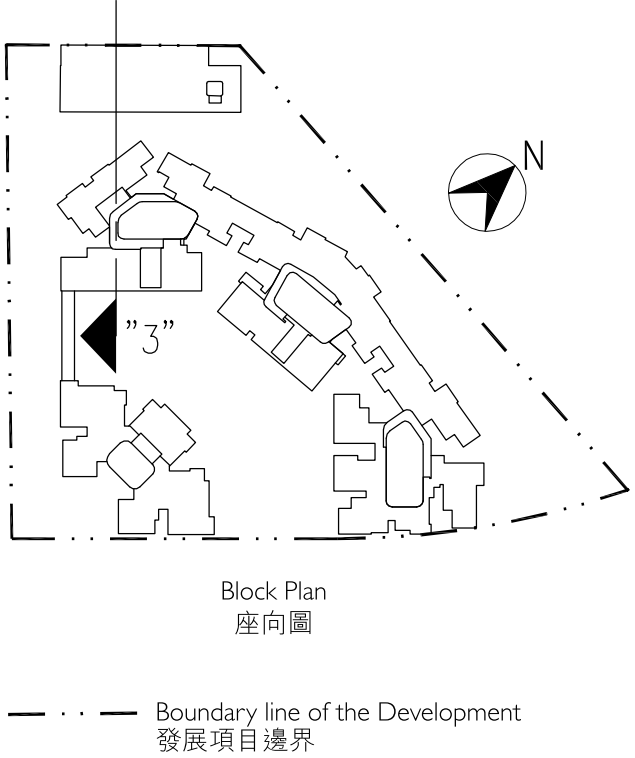 N
”3”
Block Plan
座向圖
Boundary line of the Development
發展項目邊界